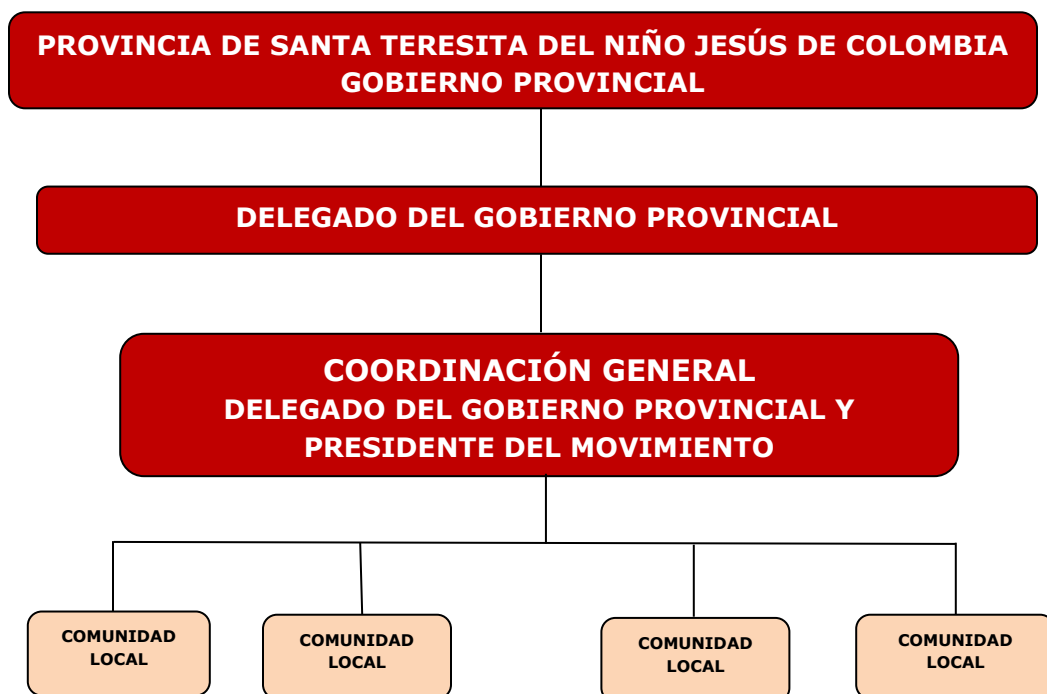 PROVINCIA DE SANTA TERESITA DEL NIÑO JESÚS DE COLOMBIA
GOBIERNO PROVINCIAL
DELEGADO DEL GOBIERNO PROVINCIAL
COORDINACIÓN GENERAL
DELEGADO DEL GOBIERNO PROVINCIAL Y
PRESIDENTE DEL MOVIMIENTO
COMUNIDAD
LOCAL
COMUNIDAD
LOCAL
COMUNIDAD
LOCAL
COMUNIDAD
LOCAL